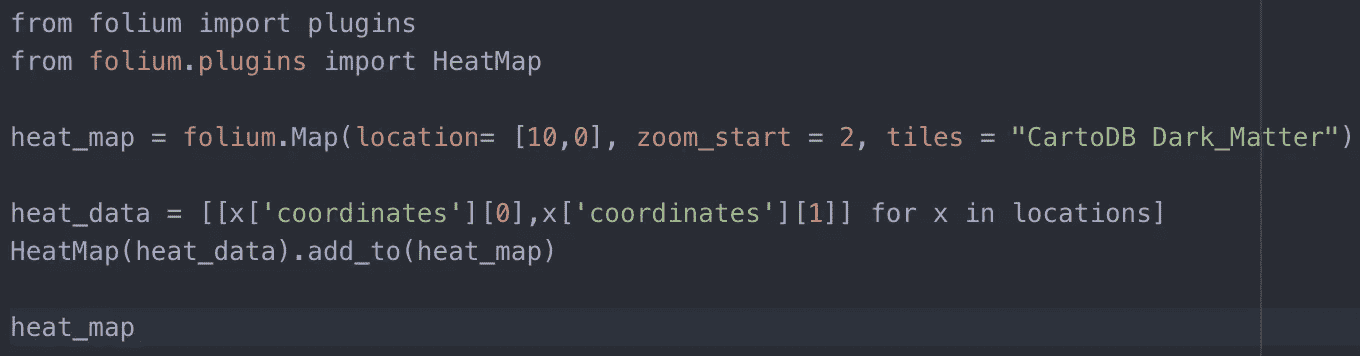 from folium import plugins
from folium.plugins import HeatMap
heat_map = folium.Map(location= [10,0], zoom_start = 2, tiles = "CartoDB Dark_Matter")
heat_data = [[x['coordinates'][0],x['coordinates'][1]] for x in locations]
HeatMap(heat_data).add_to(heat_map)
heat_map